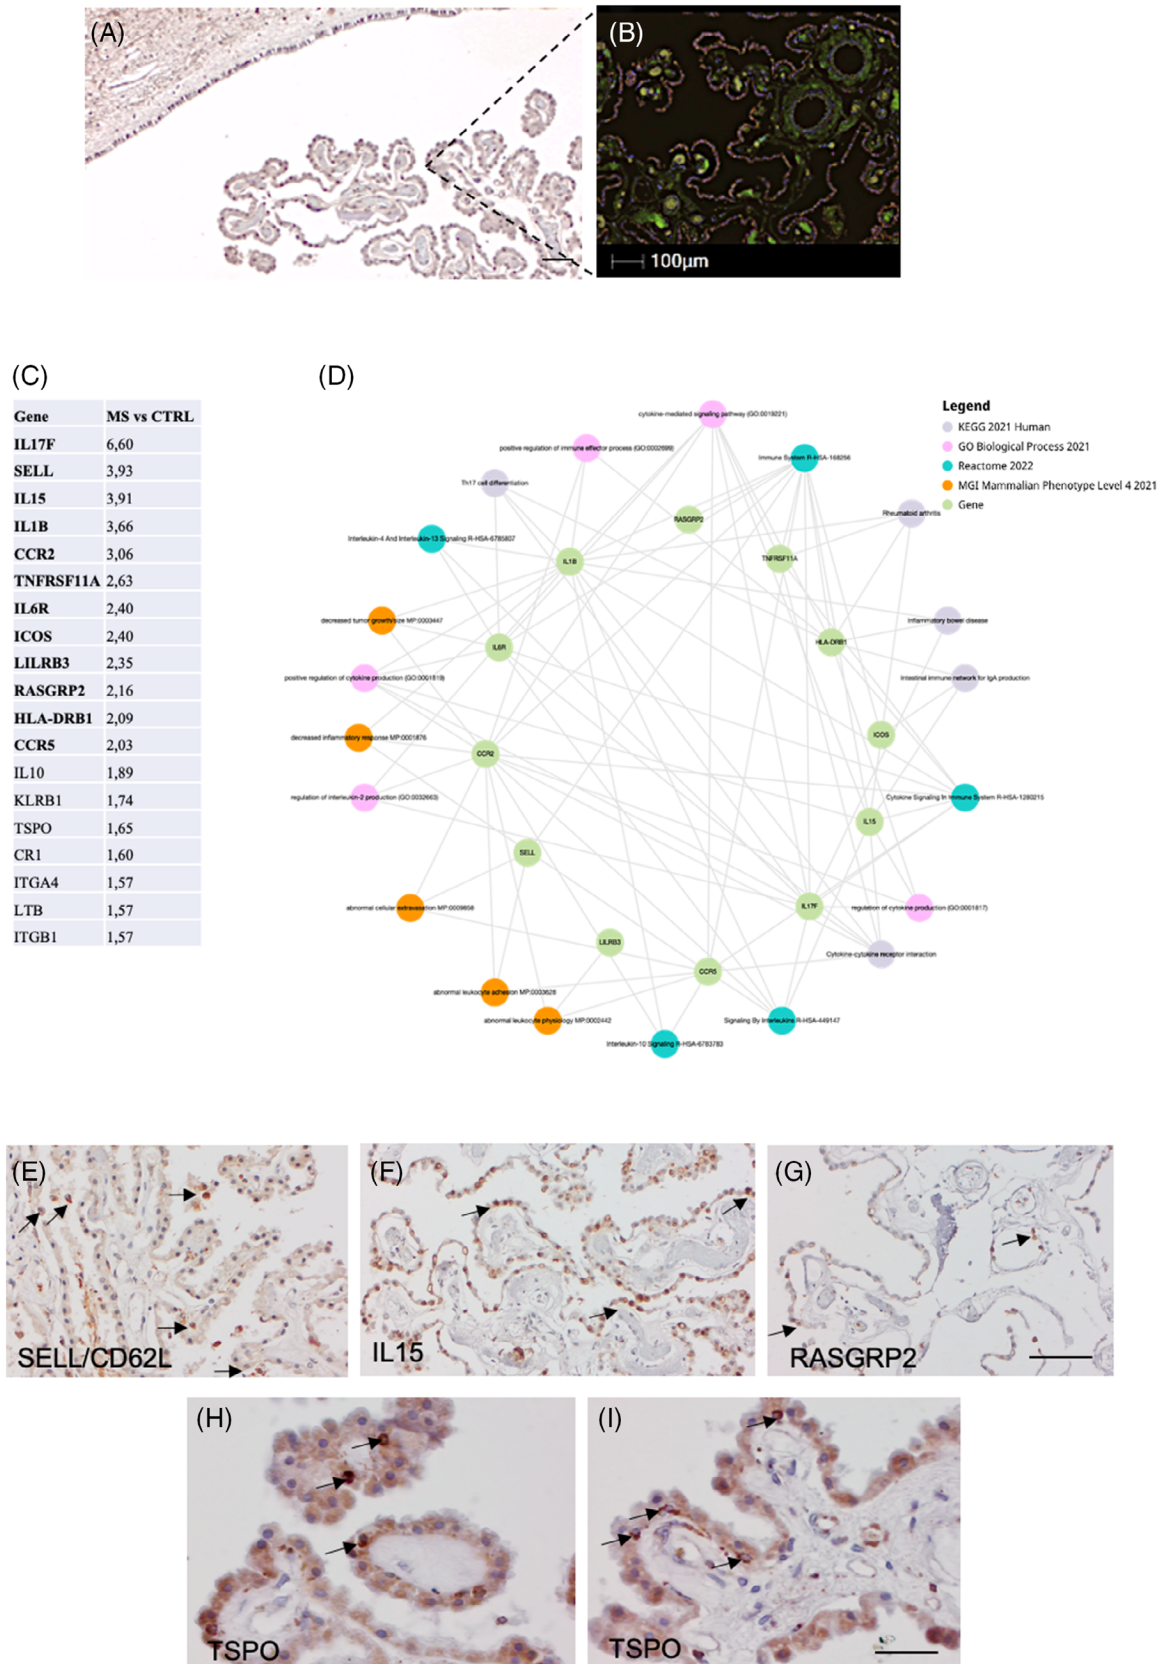 (A)
(B)
100µm
(C)
Gene MS vs CTRL
IL17F 6,60
SELL 3,93
IL15 3,91
IL1B 3,66
CCR2 3,06
TNFRSF11A 2,63
IL6R 2,40
ICOS 2,40
LILRB3 2,35
RASGRP2 2,16
HLA-DRB1 2,09
CCR5 2,03
IL10 1,89
KLRB1 1,74
TSPO 1,65
CR1 1,60
ITGA4 1,57
LTB 1,57
ITGB1 1,57
(D)
Legend
KEGG 2021 Human
GO Biological Process 2021
Reactome 2022
MGI Mammalian Phenotype Level 4 2021
Gene
cytokine-mediated signaling pathway (GO:0019221)
positive regulation of immune effector process (GO:0002699)
Immune System R-HSA-168256
Th17 cell differentiation
Rheumatoid arthritis
RASGRP2
Interleukin-4 And Interleukin-13 Signaling R-HSA-6785807
TNFRSF11A
IL1B
decreased tumor growth/size MP:0003447
Inflammatory bowel disease
HLA-DRB1
IL6R
positive regulation of cytokine production (GO:0001819)
Intestinal immune network for IgA production
decreased inflammatory response MP:0001876
ICOS
CCR2
regulation of interleukin-2 production (GO:0032663)
Cytokine Signaling In Immune System R-HSA-1280215
IL15
SELL
abnormal cellular extravasation MP:0009858
IL17F
regulation of cytokine production (GO:0001817)
LILRB3
Cytokine-cytokine receptor interaction
CCR5
abnormal leukocyte adhesion MP:0003628
abnormal leukocyte physiology MP:0002442
Signaling By Interleukins R-HSA-449147
Interleukin-10 Signaling R-HSA-6783783
(E)
SELL/CD62L
(F)
IL15
(G)
RASGRP2
(H)
TSPO
(I)
TSPO